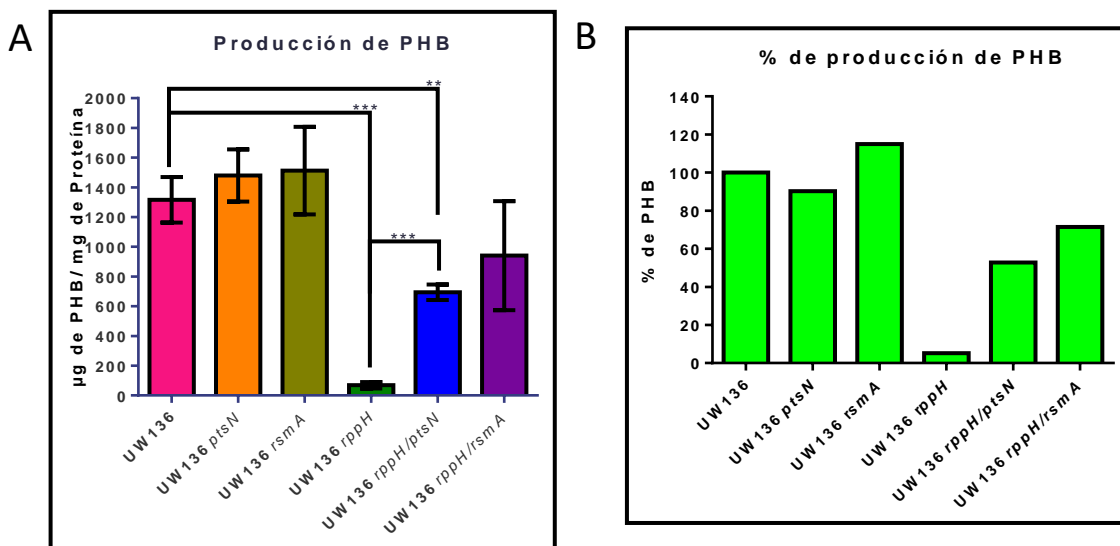 A
Producción de PHB
µg de PHB/ mg de Proteína
2000
1800
1600
1400
1200
1000
800
600
400
200
0
**
***
***
UW136
UW136 ptsN
UW136 rsmA
UW136 rppH
UW136 rppH/ptsN
UW136 rppH/rsmA
B
% de producción de PHB
% de PHB
140
120
100
80
60
40
20
0
UW136
UW136 ptsN
UW136 rsmA
UW136 rppH
UW136 rppH/ptsN
UW136 rppH/rsmA